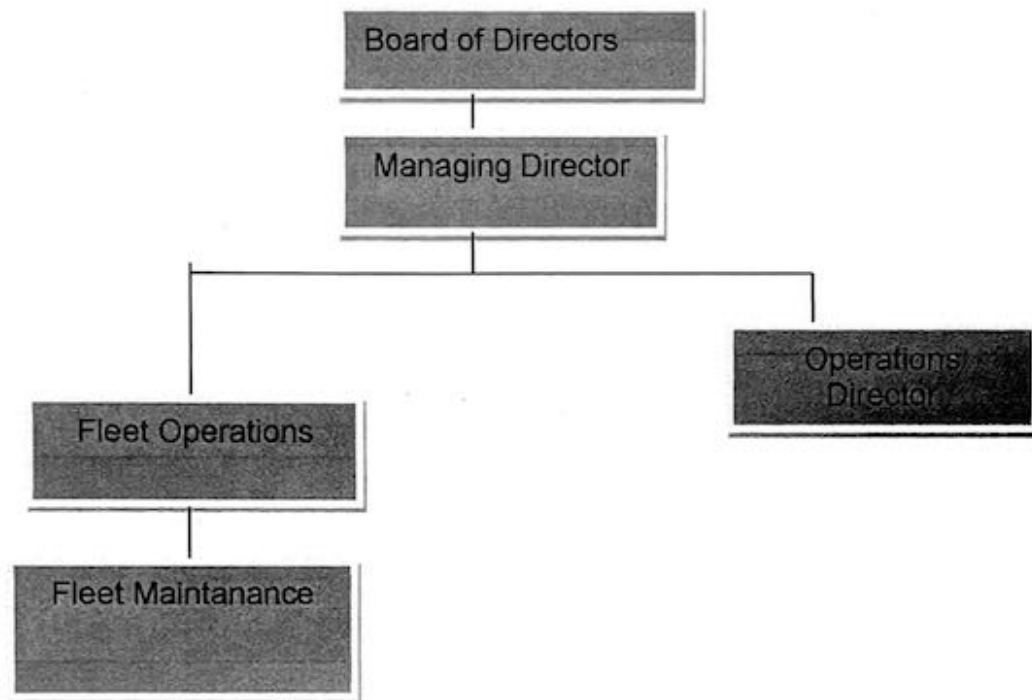 Board of Directors
Managing Director
Operations
Director
Fleet Operations
Fleet Maintanance